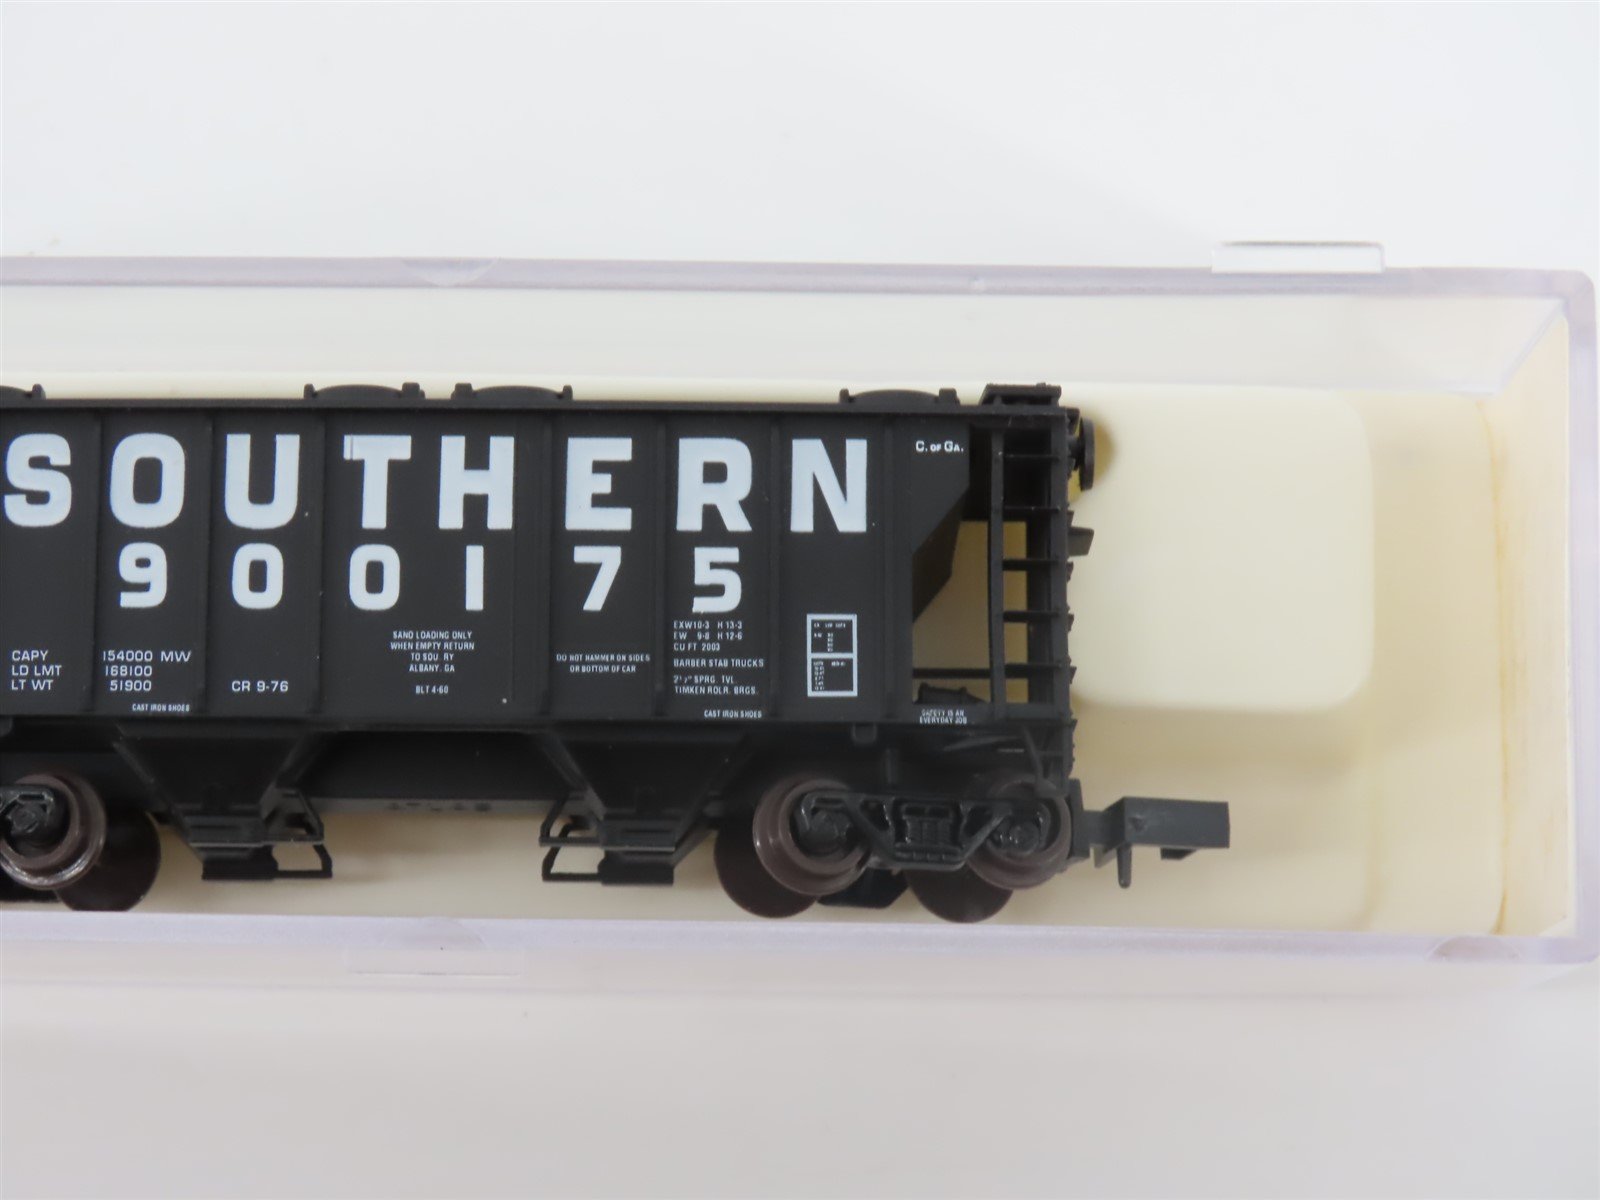 SOUTHERN
900175
C. OF GA.
CAPY 154000 MW
LD LMT 168100
LT WT 51900
CAST IRON SHOES
CR 9-76
SAND LOADING ONLY
WHEN EMPTY RETURN
TO SOU RY
ALBANY, GA
BLT 4-60
DO NOT HAMMER ON SIDES
OR BOTTOM OF CAR
EXW 10-3 H 13-3
EW 9-8 H 12-6
CU FT 2003
BARBER STAB TRUCKS
SPRG. TVL
TIMKEN ROLR. BRGS.
CAST IRON SHOES
SAFETY IS AN
EVERYDAY JOB